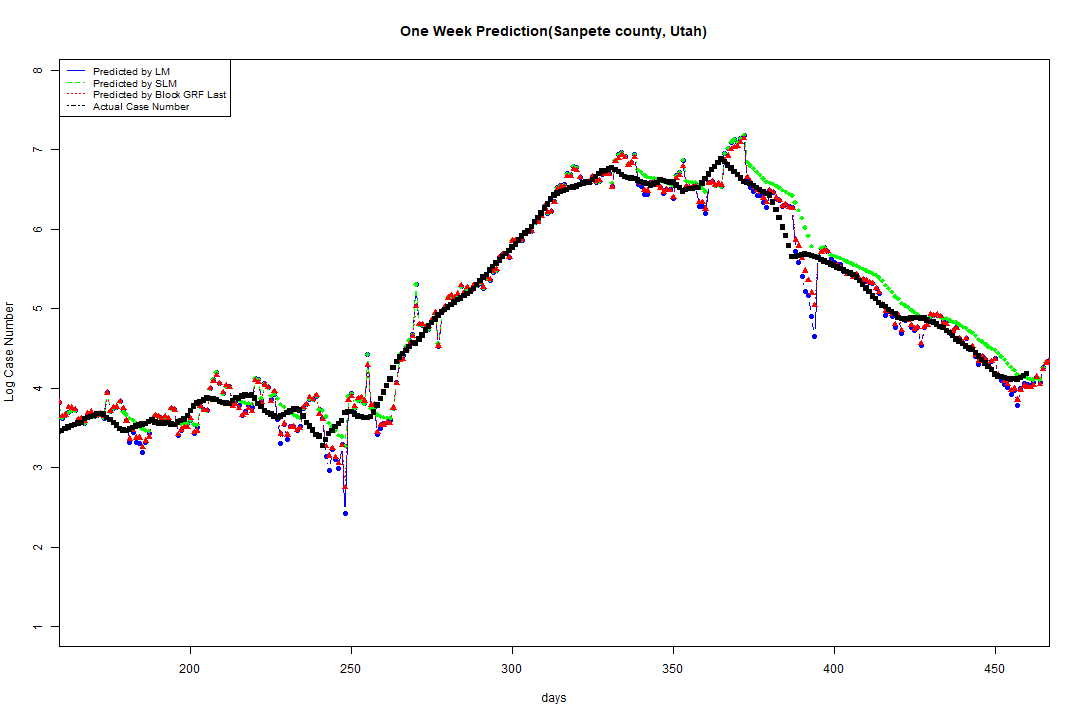 One Week Prediction(Sanpete county, Utah)
Predicted by LM
Predicted by SLM
Predicted by Block GRF Last
Actual Case Number
8
7
6
5
4
3
2
1
Log Case Number
200 250 300 350 400 450
days